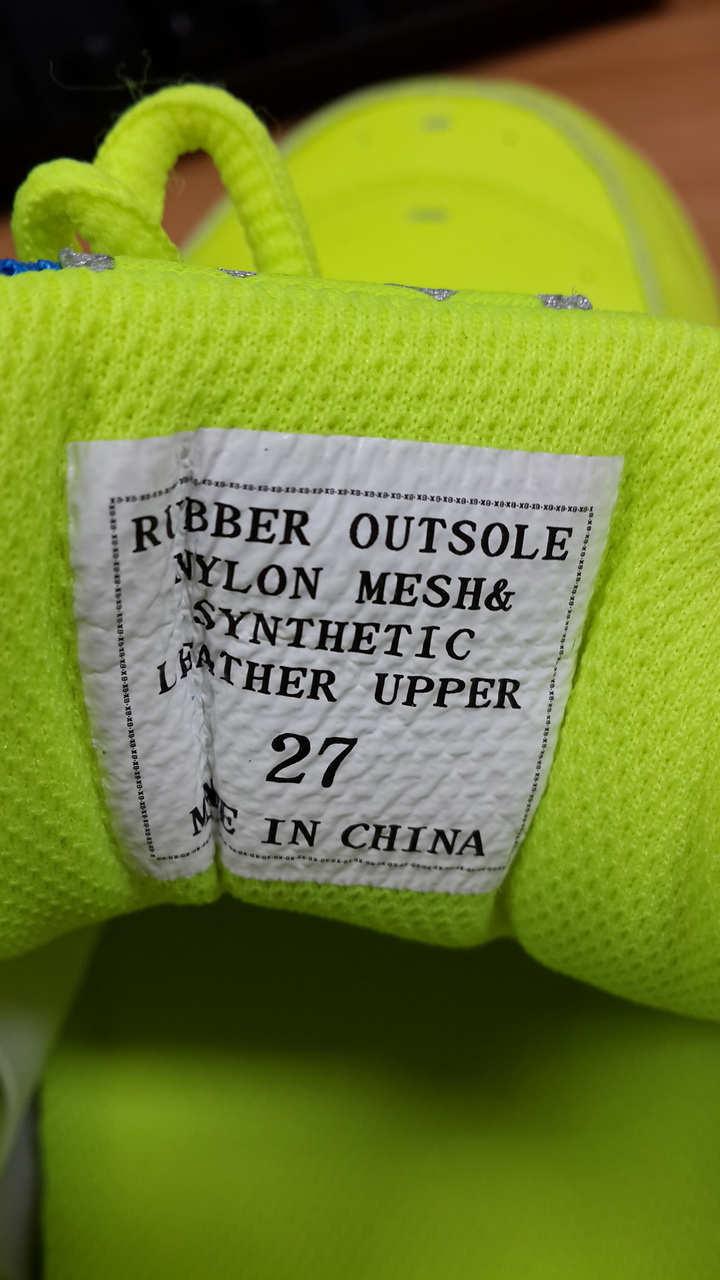 RUBBER OUTSOLE
NYLON MESH&
SYNTHETIC
LEATHER UPPER
27
MADE IN CHINA